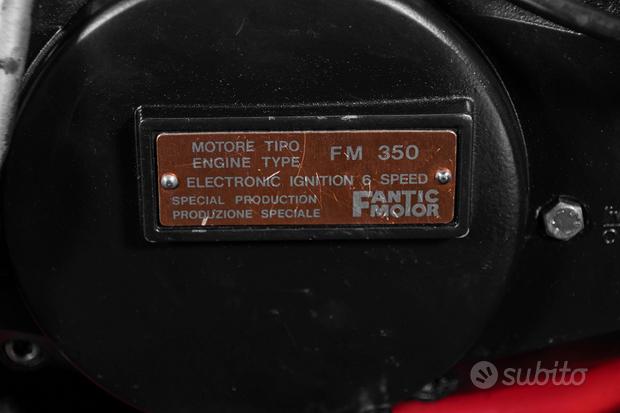 MOTORE TIPO
ENGINE TYPE
FM 350
ELECTRONIC IGNITION 6 SPEED
SPECIAL PRODUCTION
PRODUZIONE SPECIALE
FANTIC
MOTOR
subito